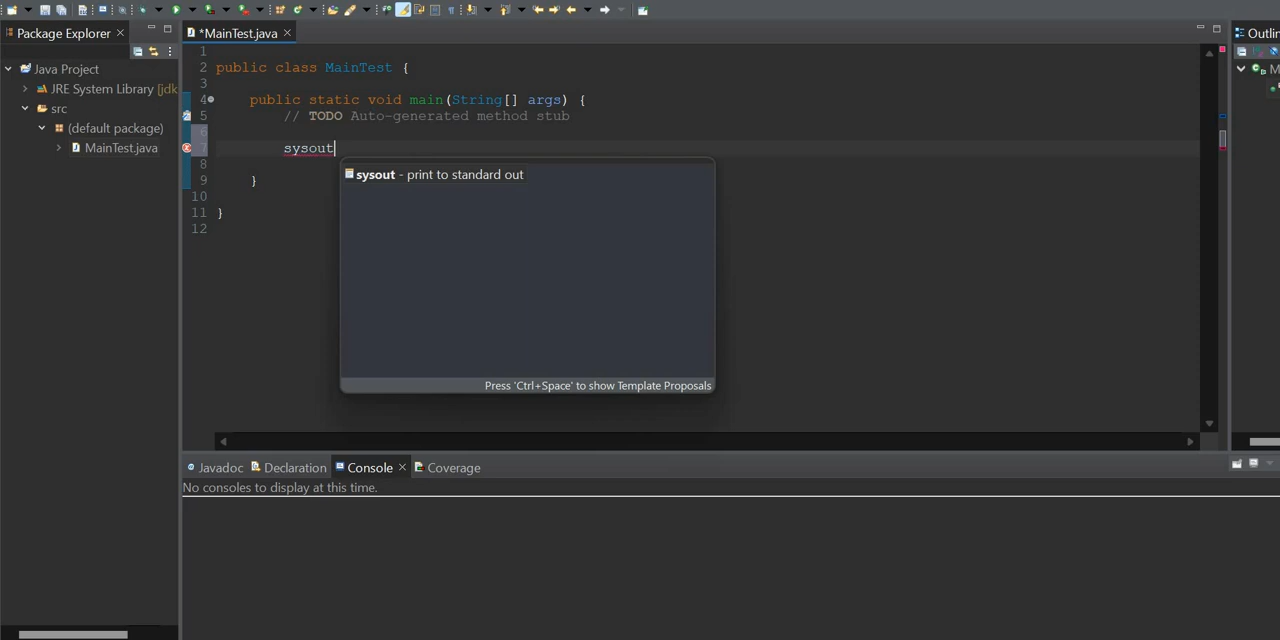 Package Explorer
*MainTest.java
Outlin
Java Project
JRE System Library [jdk
src
(default package)
MainTest.java
M
1
2 public class MainTest {
3
4 public static void main(String[] args) {
5 // TODO Auto-generated method stub
6
7 sysout
8
9 }
10
11 }
12
sysout - print to standard out
Press 'Ctrl+Space' to show Template Proposals
Javadoc Declaration Console Coverage
No consoles to display at this time.